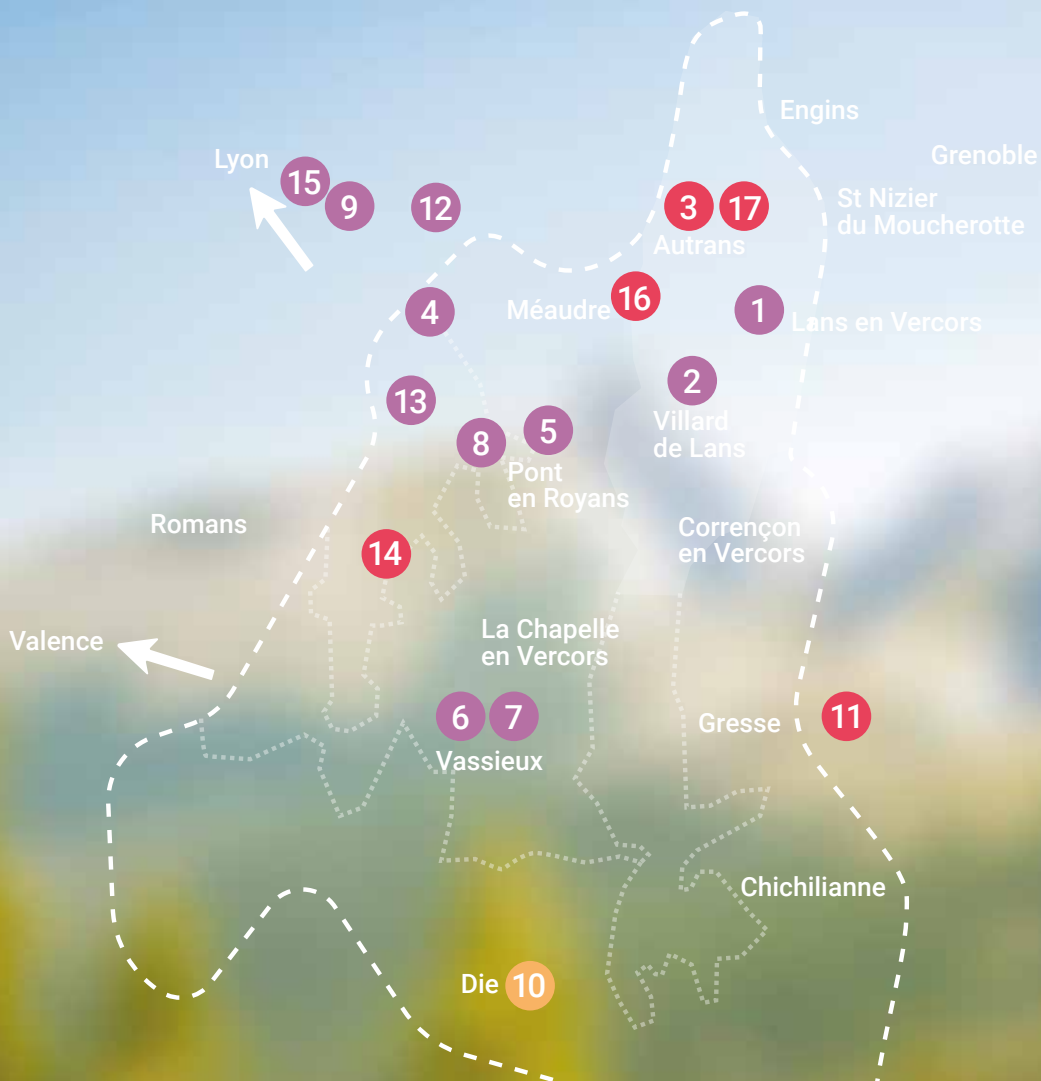 Engins
Grenoble
Lyon
15
9
12
3
17
St Nizier
du Moucherotte
Autrans
16
Méaudre
4
1
Lans en Vercors
2
13
Villard
de Lans
8
5
Pont
en Royans
Romans
Corrençon
en Vercors
14
Valence
La Chapelle
en Vercors
6
7
Vassieux
Gresse
11
Chichilianne
Die
10